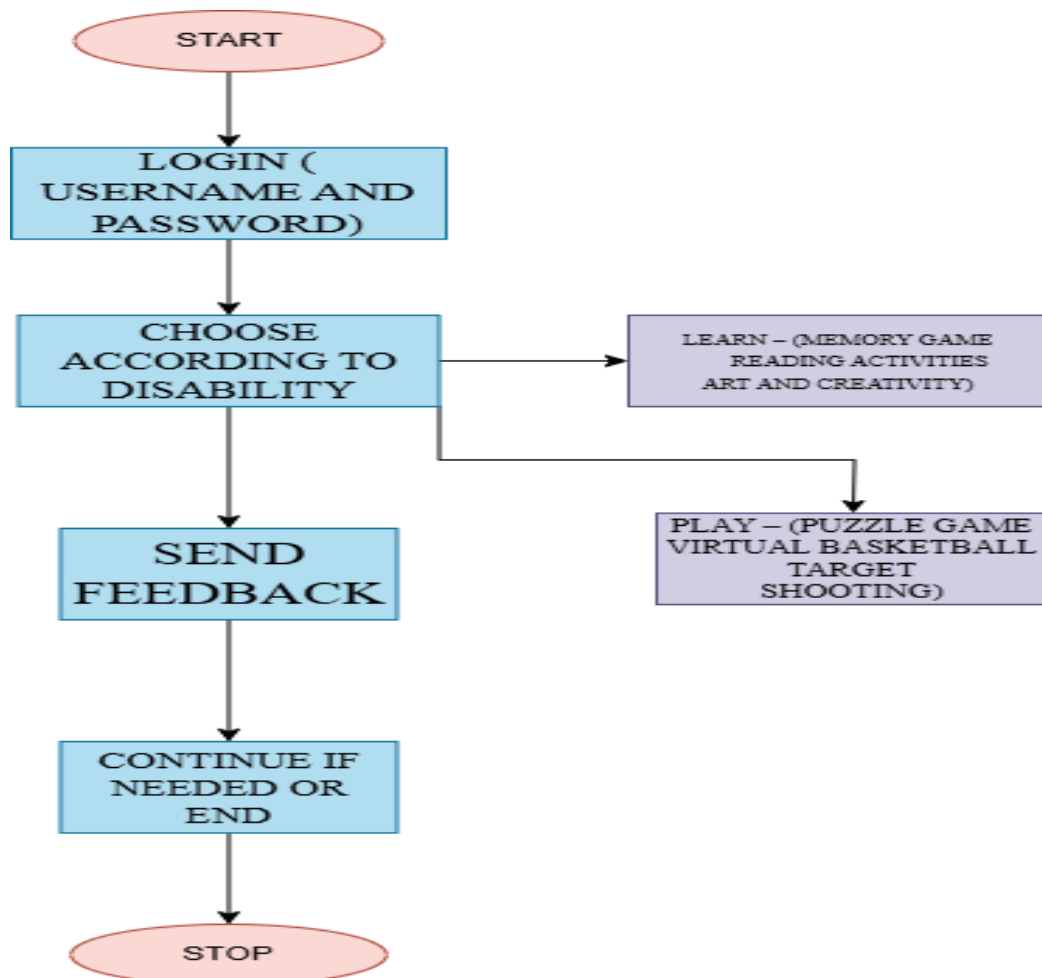 START
LOGIN (
USERNAME AND
PASSWORD)
CHOOSE
ACCORDING TO
DISABILITY
LEARN – (MEMORY GAME
READING ACTIVITIES
ART AND CREATIVITY)
PLAY – (PUZZLE GAME
VIRTUAL BASKETBALL
TARGET
SHOOTING)
SEND
FEEDBACK
CONTINUE IF
NEEDED OR
END
STOP